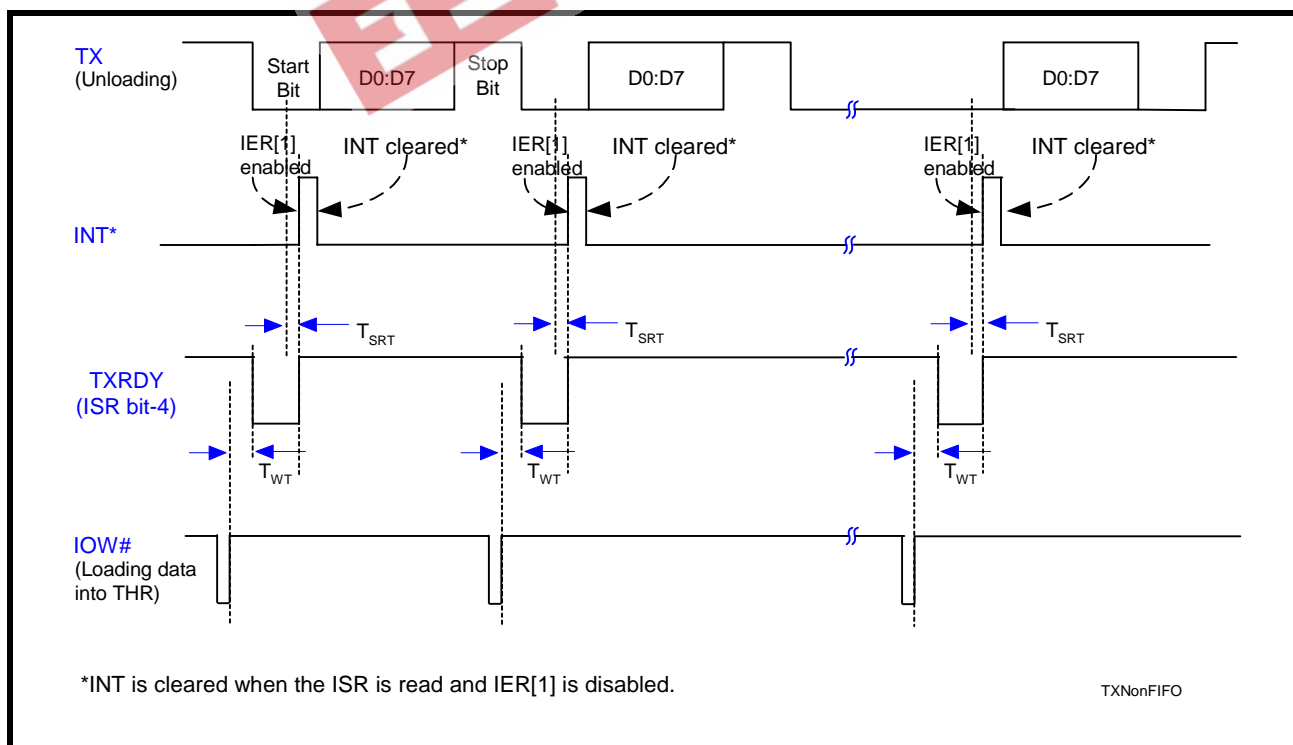 TX
(Unloading)
Start
Bit
D0:D7
Stop
Bit
D0:D7
D0:D7
IER[1]
enabled
INT cleared*
IER[1]
enabled
INT cleared*
IER[1]
enabled
INT cleared*
INT*
TSRT
TSRT
TSRT
TXRDY
(ISR bit-4)
TWT
TWT
TWT
IOW#
(Loading data
into THR)
*INT is cleared when the ISR is read and IER[1] is disabled.
TXNonFIFO